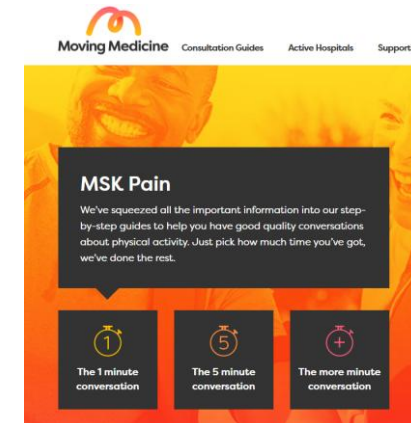 Moving Medicine Consultation Guides Active Hospitals Support
MSK Pain
We've squeezed all the important information into our step-
by-step guides to help you have good quality conversations
about physical activity. Just pick how much time you've got,
we've done the rest.
1 5 +
The 1 minute
conversation
The 5 minute
conversation
The more minute
conversation